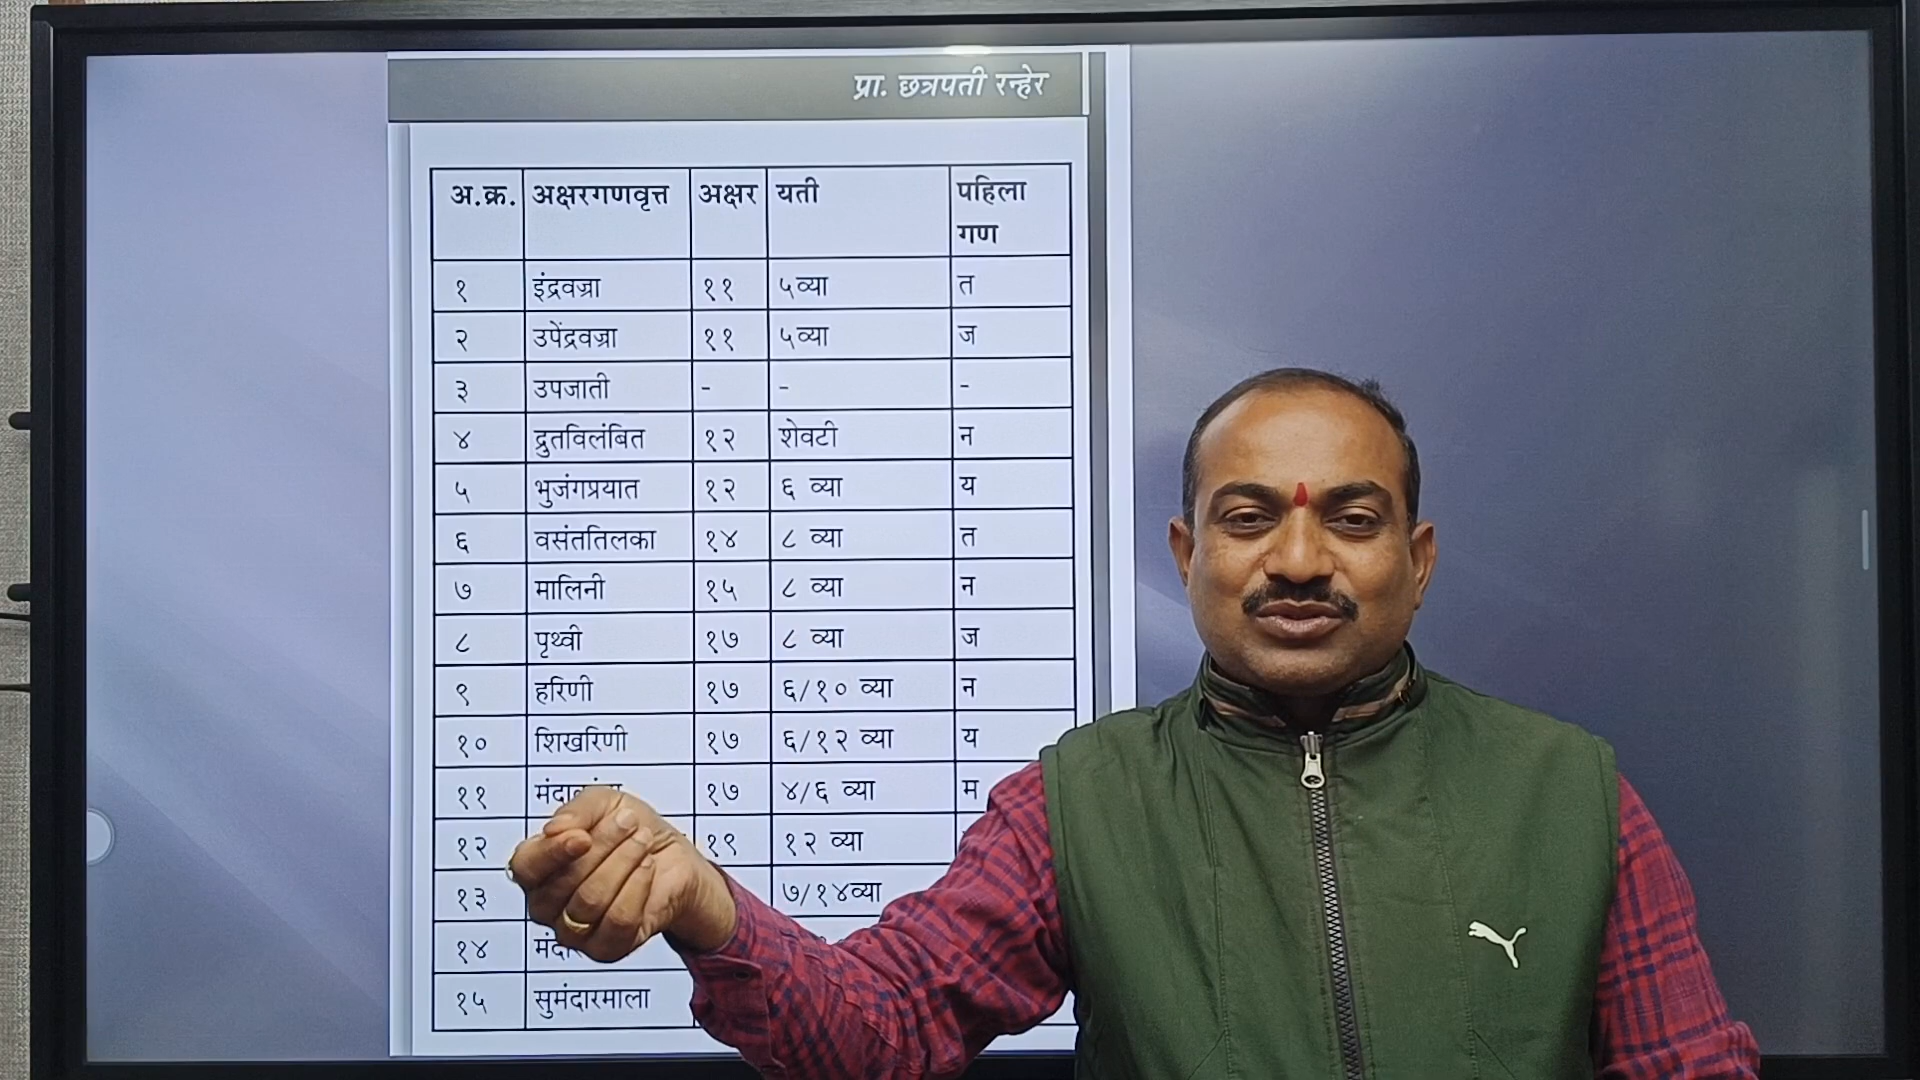 प्रा. छत्रपती रन्हेर
अ.क्र. अक्षरगणवृत्त अक्षर यती पहिला गण
१ इंद्रवज्रा ११ ५व्या त
२ उपेंद्रवज्रा ११ ५व्या ज
३ उपजाती - - -
४ द्रुतविलंबित १२ शेवटी न
५ भुजंगप्रयात १२ ६ व्या य
६ वसंततिलका १४ ८ व्या त
७ मालिनी १५ ८ व्या न
८ पृथ्वी १७ ८ व्या ज
९ हरिणी १७ ६/१० व्या न
१० शिखरिणी १७ ६/१२ व्या य
११ १७ ४/६ व्या म
१२ १९ १२ व्या
१३ ७/१४व्या
१४
१५ सुमंदारमाला